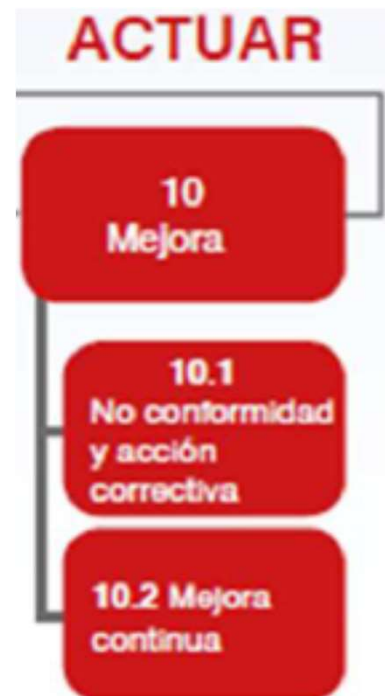 ACTUAR
10
Mejora
10.1
No conformidad
y acción
correctiva
10.2 Mejora
continua